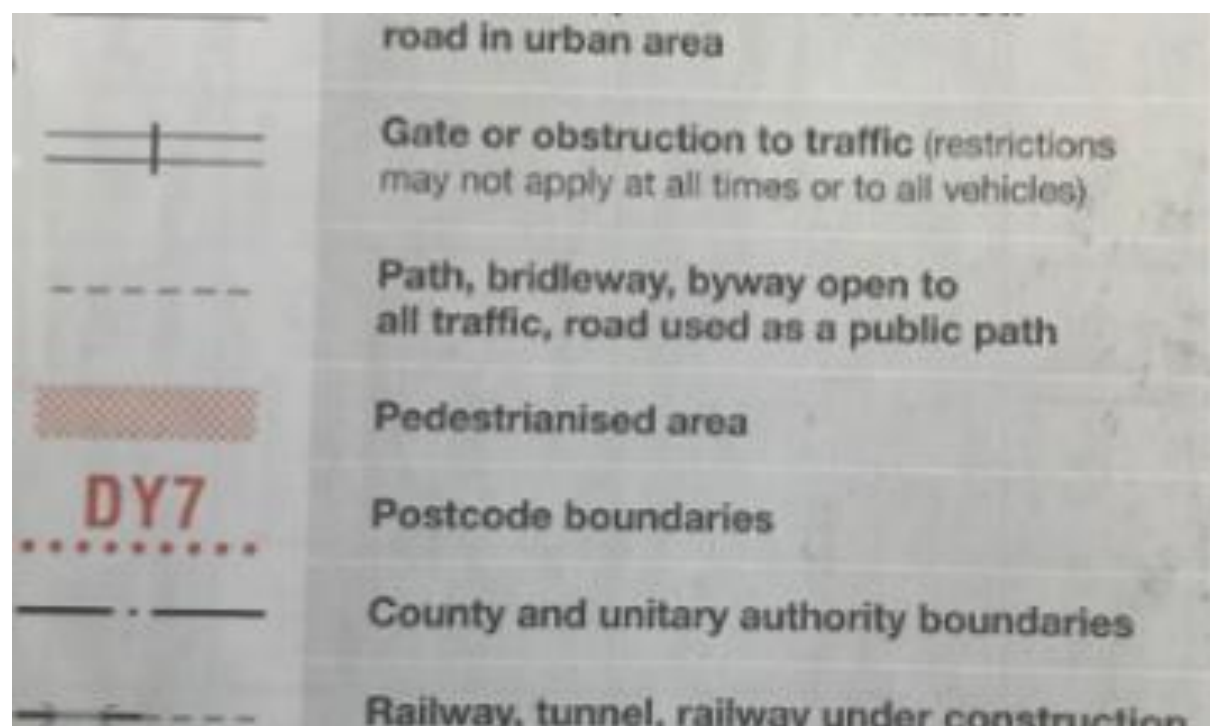 road in urban area
Gate or obstruction to traffic (restrictions
may not apply at all times or to all vehicles)
Path, bridleway, byway open to
all traffic, road used as a public path
Pedestrianised area
DY7
Postcode boundaries
County and unitary authority boundaries
Railway, tunnel, railway under construction